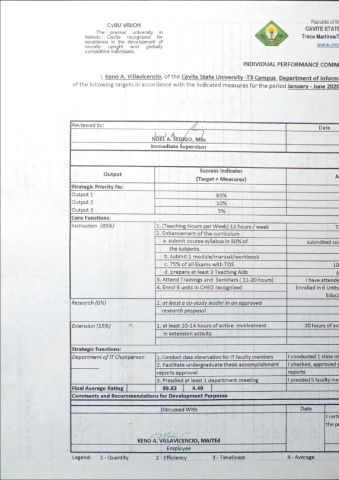 CvSU VISION
The premier university in
historic Cavite recognized for
excellence in the development of
morally upright and globally
competitive individuals.
Republic of th
CAVITE STATE
Trece Martires
www.cvs
INDIVIDUAL PERFORMANCE COMM
I, Keno A. Villavicencio, of the Cavite State University -T3 Campus Department of Inform
of the following targets in accordance with the indicated measures for the period January - June 2020
Reviewed by:
Date
NOEL A. SEDIGO, MSc
Immediate Supervisor
Output
Success Indicator
(Target + Measures)
A
Strategic Priority No:
Output 1 85%
Output 2 10%
Output 3 5%
Core Functions:
Instruction (85%) 1. (Teaching Hours per Week) 12 hours / week
2. Enhancement of the curriculum :
a. submit course syllabus in 50% of submitted co
the subjects.
b. submit 1 module/manual/workbook
c. 75% of all Exams with TOS 10
d. prepare at least 3 Teaching Aids
3. Attend Trainings and Seminars ( 11-20 hours) I have attende
4. Enrol 6 units in CHED recognized Enrolled in 6 Units
Educa
Research (0%) 1. at least a co-study leader in an approved
research proposal
Extension (15%) 1. at least 10-14 hours of active involvement 30 hours of ac
in extension activity
Strategic Functions:
Department of IT Chairperson 1. Conduct class observation for IT faculty members I conducted 1 class o
2. Facilitate undergraduate thesis accomplishment I checked, approved
reports approved reports
3. Presided at least 1 department meeting I presided 5 faculty me
Final Average Rating 89.83 4.49
Comments and Recommendations for Development Purposes
Discussed With Date
I certi
the pe
KENO A. VILLAVICENCIO, MAITEd
Employee
Legend: 1 - Quantity 2 - Efficiency 3 - Timeliness 4 - Average